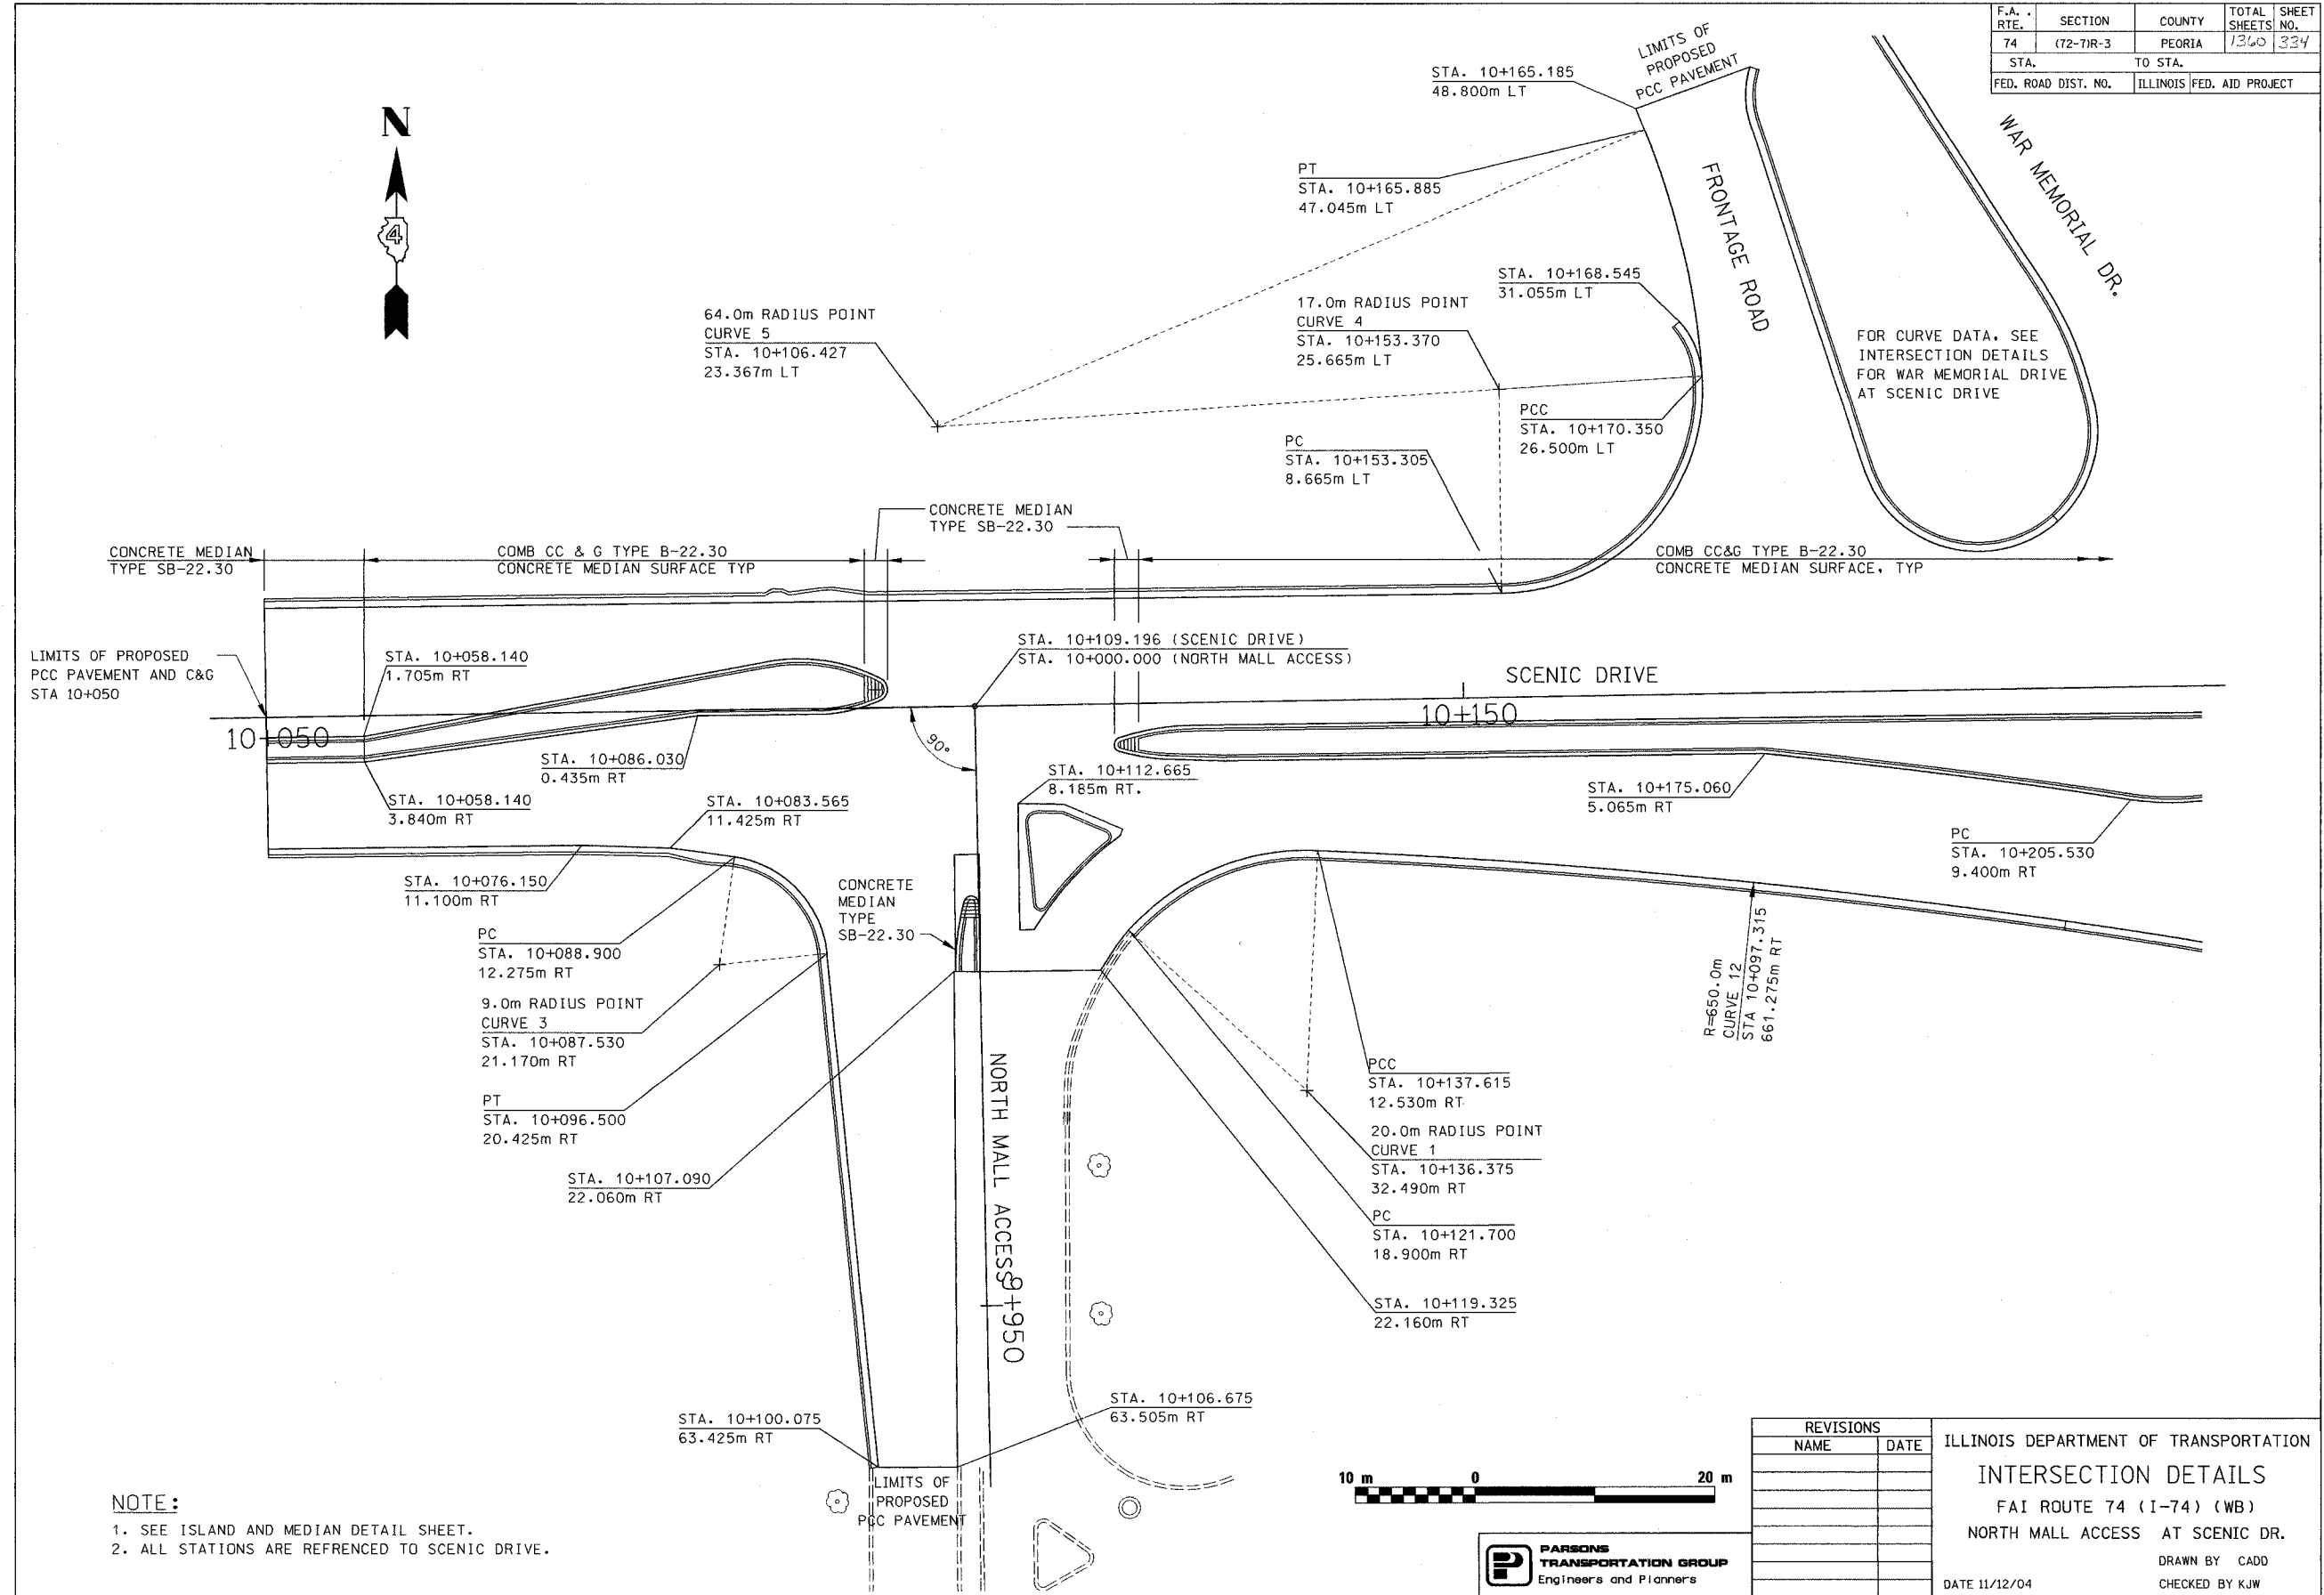 F.A. RTE.
SECTION
COUNTY
TOTAL SHEETS
SHEET NO.
74
(72-7)R-3
PEORIA
1360
334
STA.
TO STA.
FED. ROAD DIST. NO.
ILLINOIS
FED. AID PROJECT
N
4
LIMITS OF
PROPOSED
PCC PAVEMENT
STA. 10+165.185
48.800m LT
PT
STA. 10+165.885
47.045m LT
FRONTAGE ROAD
WAR MEMORIAL DR.
STA. 10+168.545
31.055m LT
64.0m RADIUS POINT
CURVE 5
STA. 10+106.427
23.367m LT
17.0m RADIUS POINT
CURVE 4
STA. 10+153.370
25.665m LT
FOR CURVE DATA. SEE
INTERSECTION DETAILS
FOR WAR MEMORIAL DRIVE
AT SCENIC DRIVE
PCC
STA. 10+170.350
26.500m LT
PC
STA. 10+153.305
8.665m LT
CONCRETE MEDIAN
TYPE SB-22.30
CONCRETE MEDIAN
TYPE SB-22.30
COMB CC & G TYPE B-22.30
CONCRETE MEDIAN SURFACE TYP
COMB CC&G TYPE B-22.30
CONCRETE MEDIAN SURFACE. TYP
LIMITS OF PROPOSED
PCC PAVEMENT AND C&G
STA 10+050
STA. 10+058.140
1.705m RT
STA. 10+109.196 (SCENIC DRIVE)
STA. 10+000.000 (NORTH MALL ACCESS)
SCENIC DRIVE
10+050
10+150
90°
STA. 10+086.030
0.435m RT
STA. 10+058.140
3.840m RT
STA. 10+083.565
11.425m RT
STA. 10+112.665
8.185m RT.
STA. 10+175.060
5.065m RT
PC
STA. 10+205.530
9.400m RT
STA. 10+076.150
11.100m RT
CONCRETE
MEDIAN
TYPE
SB-22.30
PC
STA. 10+088.900
12.275m RT
9.0m RADIUS POINT
CURVE 3
STA. 10+087.530
21.170m RT
R=650.0m
CURVE 12
STA 10+097.315
661.275m RT
PT
STA. 10+096.500
20.425m RT
STA. 10+107.090
22.060m RT
NORTH MALL ACCESS
9+950
PCC
STA. 10+137.615
12.530m RT
20.0m RADIUS POINT
CURVE 1
STA. 10+136.375
32.490m RT
PC
STA. 10+121.700
18.900m RT
STA. 10+119.325
22.160m RT
STA. 10+106.675
63.505m RT
STA. 10+100.075
63.425m RT
LIMITS OF
PROPOSED
PCC PAVEMENT
NOTE:
1. SEE ISLAND AND MEDIAN DETAIL SHEET.
2. ALL STATIONS ARE REFRENCED TO SCENIC DRIVE.
10 m 0 20 m
PARSONS
TRANSPORTATION GROUP
Engineers and Planners
REVISIONS
NAME
DATE
ILLINOIS DEPARTMENT OF TRANSPORTATION
INTERSECTION DETAILS
FAI ROUTE 74 (I-74) (WB)
NORTH MALL ACCESS AT SCENIC DR.
DRAWN BY CADD
DATE 11/12/04
CHECKED BY KJW